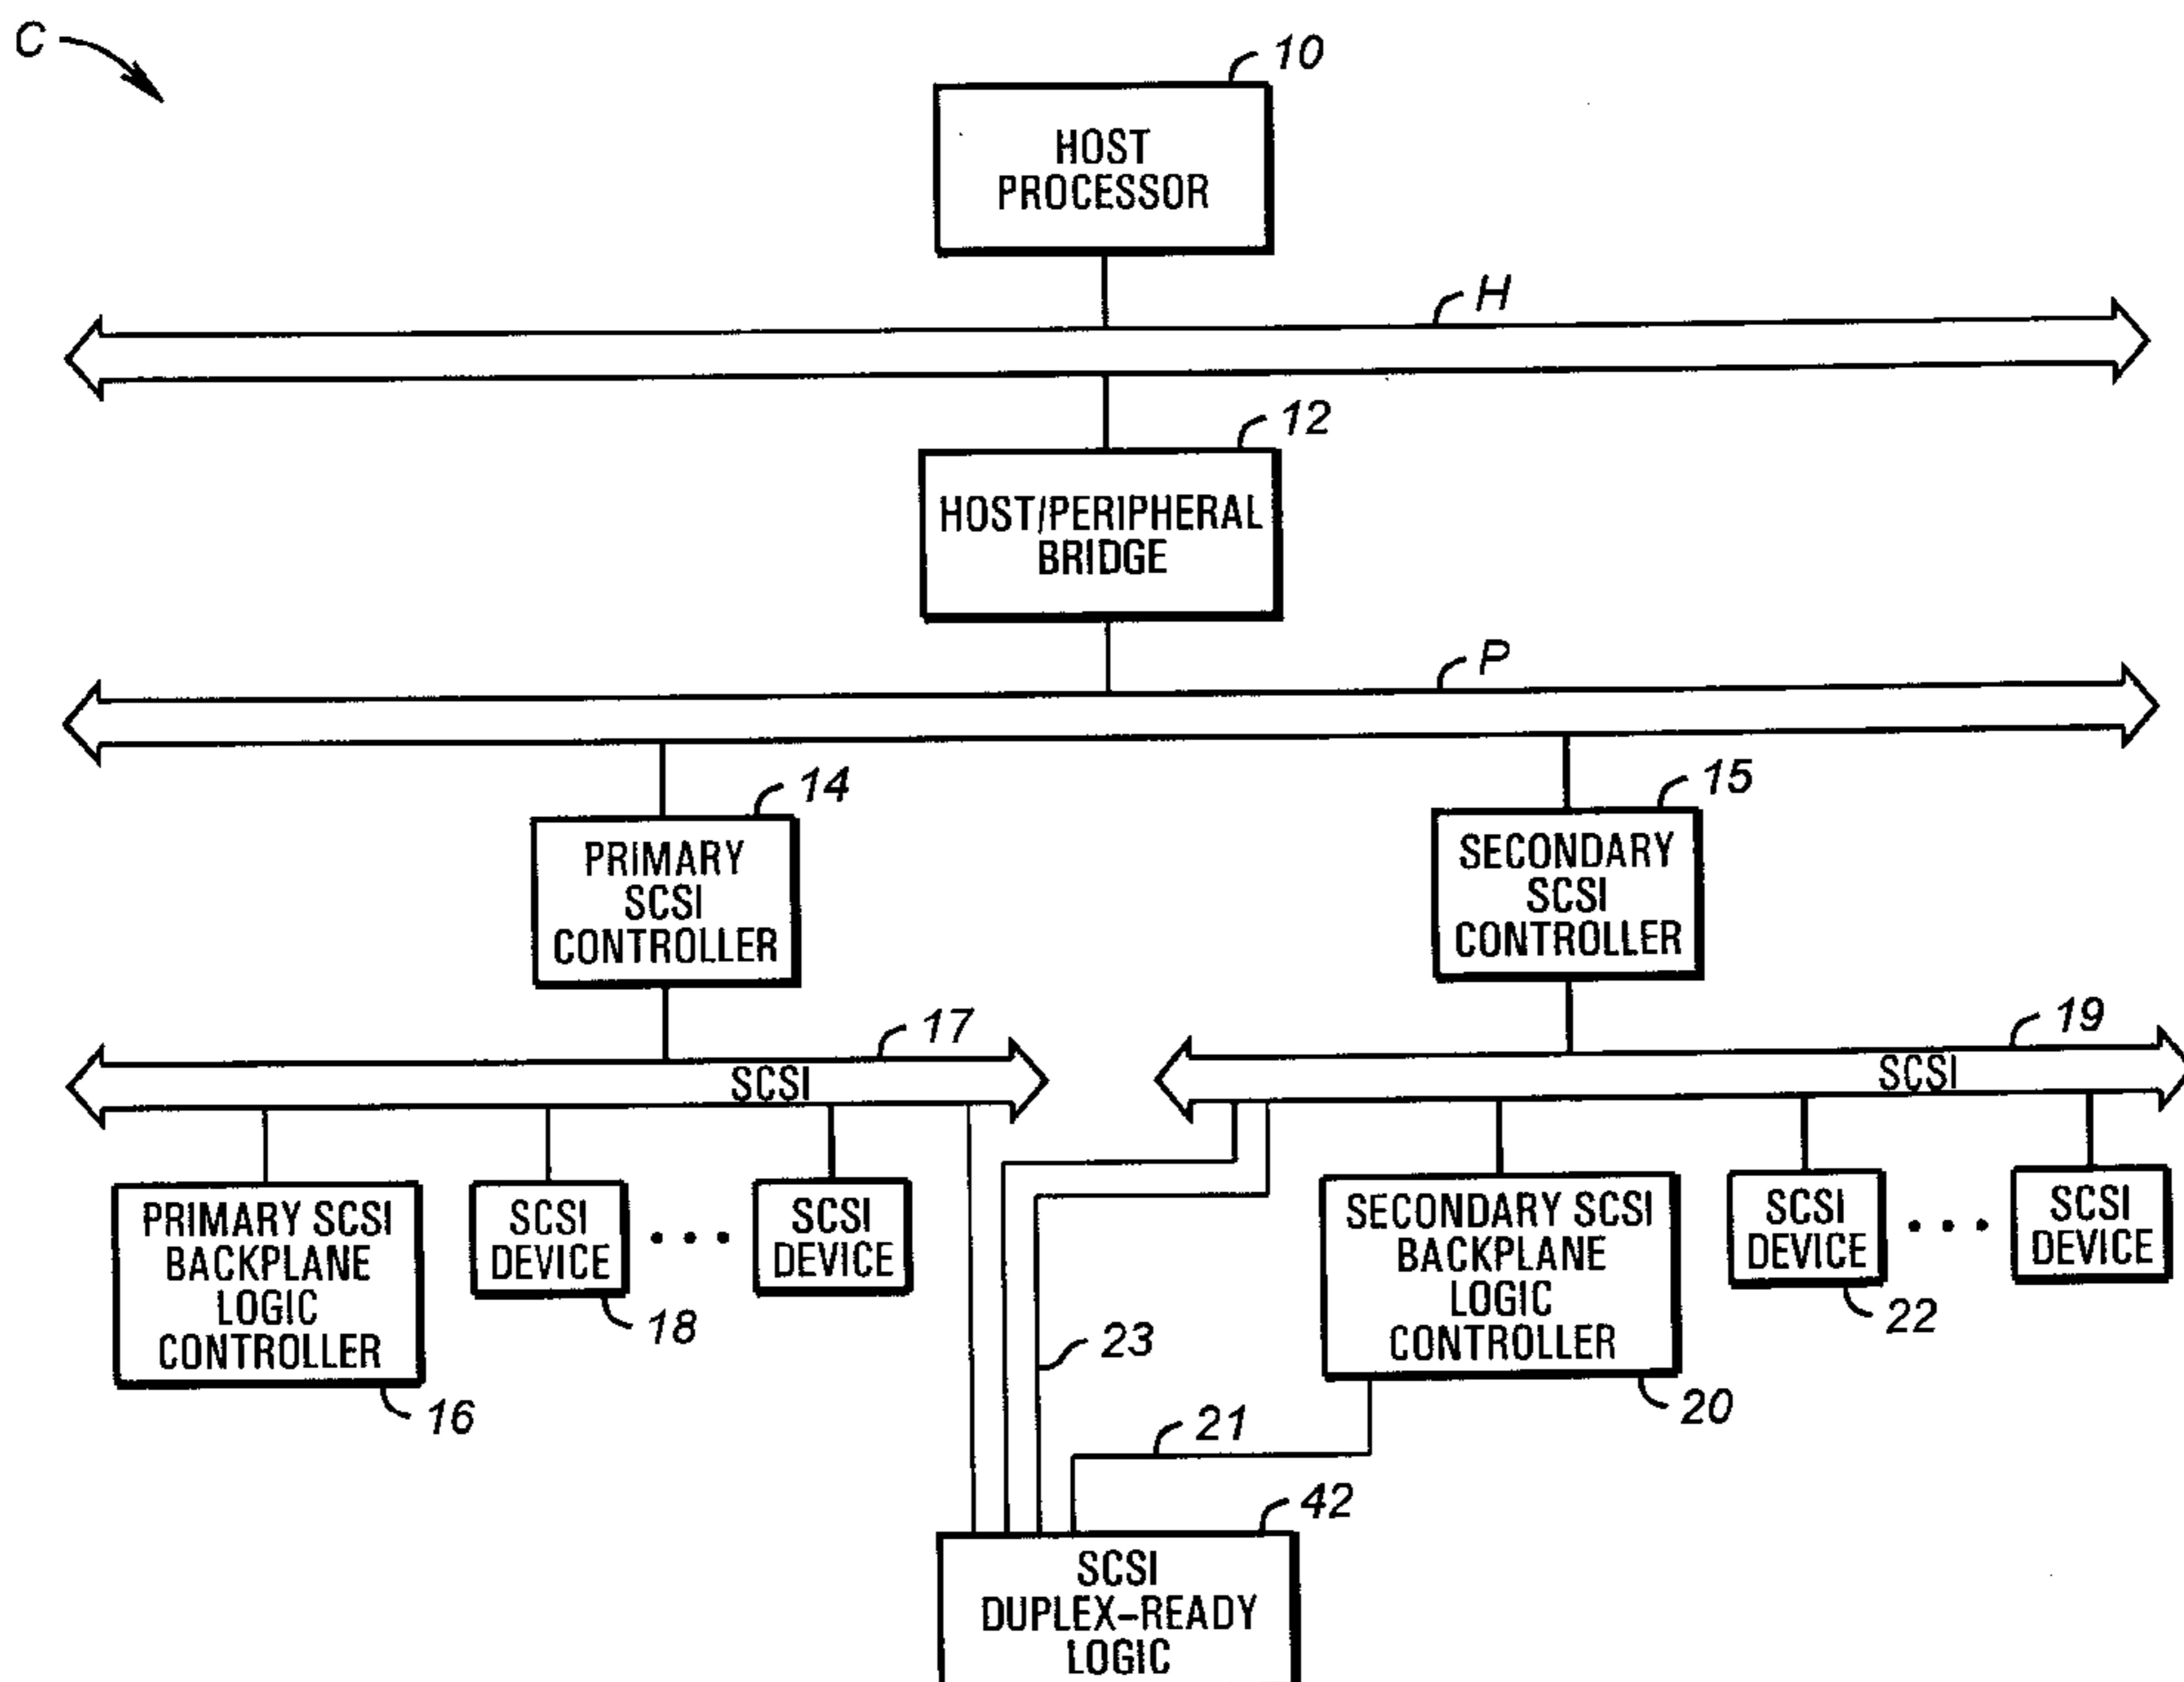 C
10
HOST
PROCESSOR
H
12
HOST/PERIPHERAL
BRIDGE
P
14
PRIMARY
SCSI
CONTROLLER
15
SECONDARY
SCSI
CONTROLLER
17
SCSI
19
SCSI
PRIMARY SCSI
BACKPLANE
LOGIC
CONTROLLER
16
SCSI
DEVICE
18
SCSI
DEVICE
SECONDARY SCSI
BACKPLANE
LOGIC
CONTROLLER
20
SCSI
DEVICE
22
SCSI
DEVICE
23
21
42
SCSI
DUPLEX-READY
LOGIC